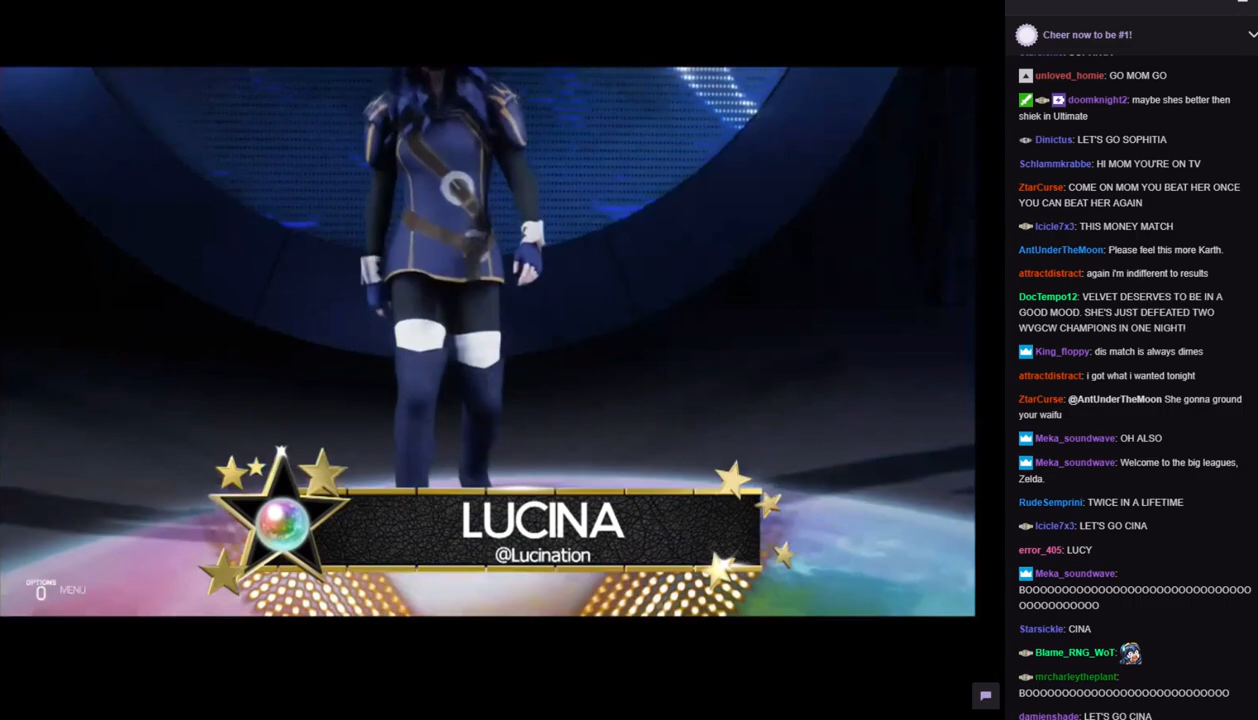 LUCINA
@Lucination
OPTIONS
MENU
Cheer now to be #1!
unloved_homie: GO MOM GO
doomknight2: maybe shes better then
shiek in Ultimate
Dinictus: LET'S GO SOPHITIA
Schlammkrabbe: HI MOM YOU'RE ON TV
ZtarCurse: COME ON MOM YOU BEAT HER ONCE
YOU CAN BEAT HER AGAIN
Icicle7x3: THIS MONEY MATCH
AntUnderTheMoon: Please feel this more Karth.
attractdistract: again i'm indifferent to results
DocTempo12: VELVET DESERVES TO BE IN A
GOOD MOOD. SHE'S JUST DEFEATED TWO
WVGCW CHAMPIONS IN ONE NIGHT!
King_floppy: dis match is always dimes
attractdistract: i got what i wanted tonight
ZtarCurse: @AntUnderTheMoon She gonna ground
your waifu
Meka_soundwave: OH ALSO
Meka_soundwave: Welcome to the big leagues,
Zelda.
RudeSemprini: TWICE IN A LIFETIME
Icicle7x3: LET'S GO CINA
error_405: LUCY
Meka_soundwave:
BOOOOOOOOOOOOOOOOOOOOOOOOOOOOOOO
OOOOOOOOOOO
Starsickle: CINA
Blame_RNG_WoT:
mrcharleytheplant:
BOOOOOOOOOOOOOOOOOOOOOOOOOOOO
damienshade: LET'S GO CINA